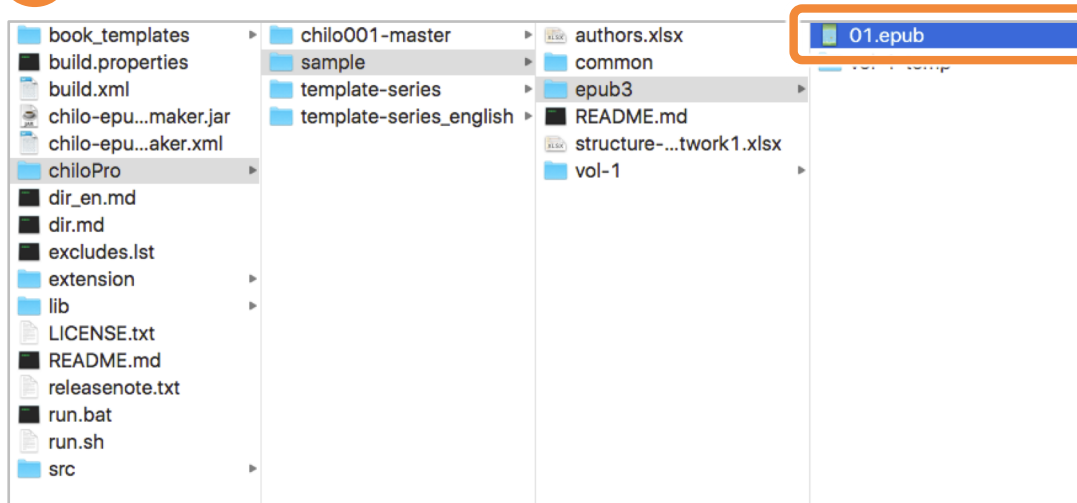 book_templates
build.properties
build.xml
chilo-epu...maker.jar
chilo-epu...aker.xml
chiloPro
dir_en.md
dir.md
excludes.lst
extension
lib
LICENSE.txt
README.md
releasenote.txt
run.bat
run.sh
src
chilo001-master
sample
template-series
template-series_english
authors.xlsx
common
epub3
README.md
structure-...twork1.xlsx
vol-1
01.epub